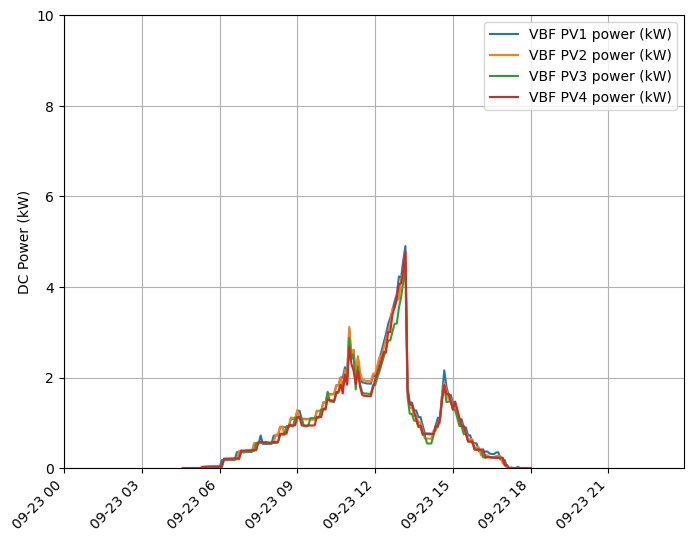 10
8
6
4
2
0
DC Power (kW)
VBF PV1 power (kW)
VBF PV2 power (kW)
VBF PV3 power (kW)
VBF PV4 power (kW)
09-23 00
09-23 03
09-23 06
09-23 09
09-23 12
09-23 15
09-23 18
09-23 21